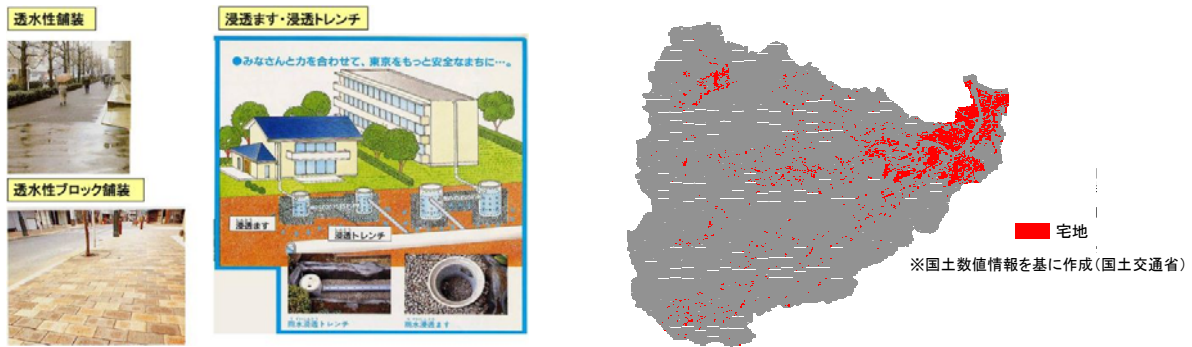 透水性舗装
透水性ブロック舗装
浸透ます・浸透トレンチ
●みなさんと力を合わせて、東京をもっと安全なまちに…。
浸透ます
浸透トレンチ
雨水浸透トレンチ
雨水浸透ます
宅地
※国土数値情報を基に作成(国土交通省)